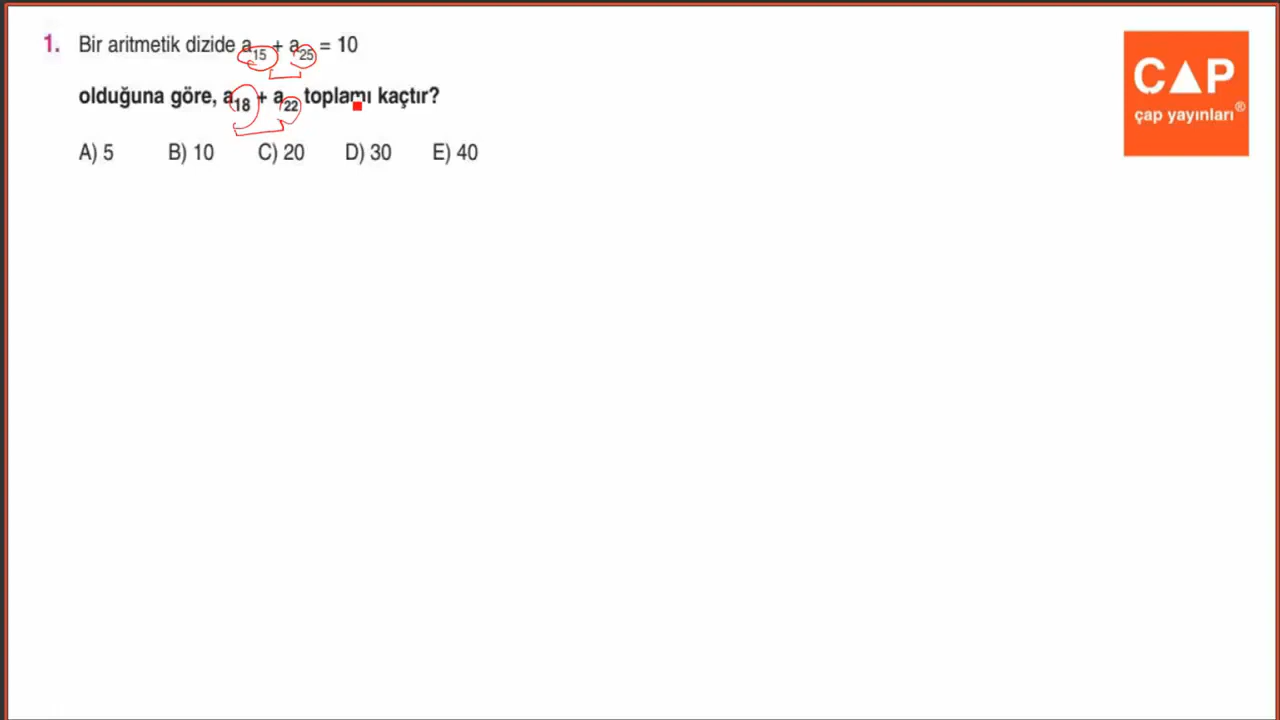 1. Bir aritmetik dizide a15 + a25 = 10
olduğuna göre, a18 + a22 toplamı kaçtır?
A) 5 B) 10 C) 20 D) 30 E) 40
ÇAP
çap yayınları®